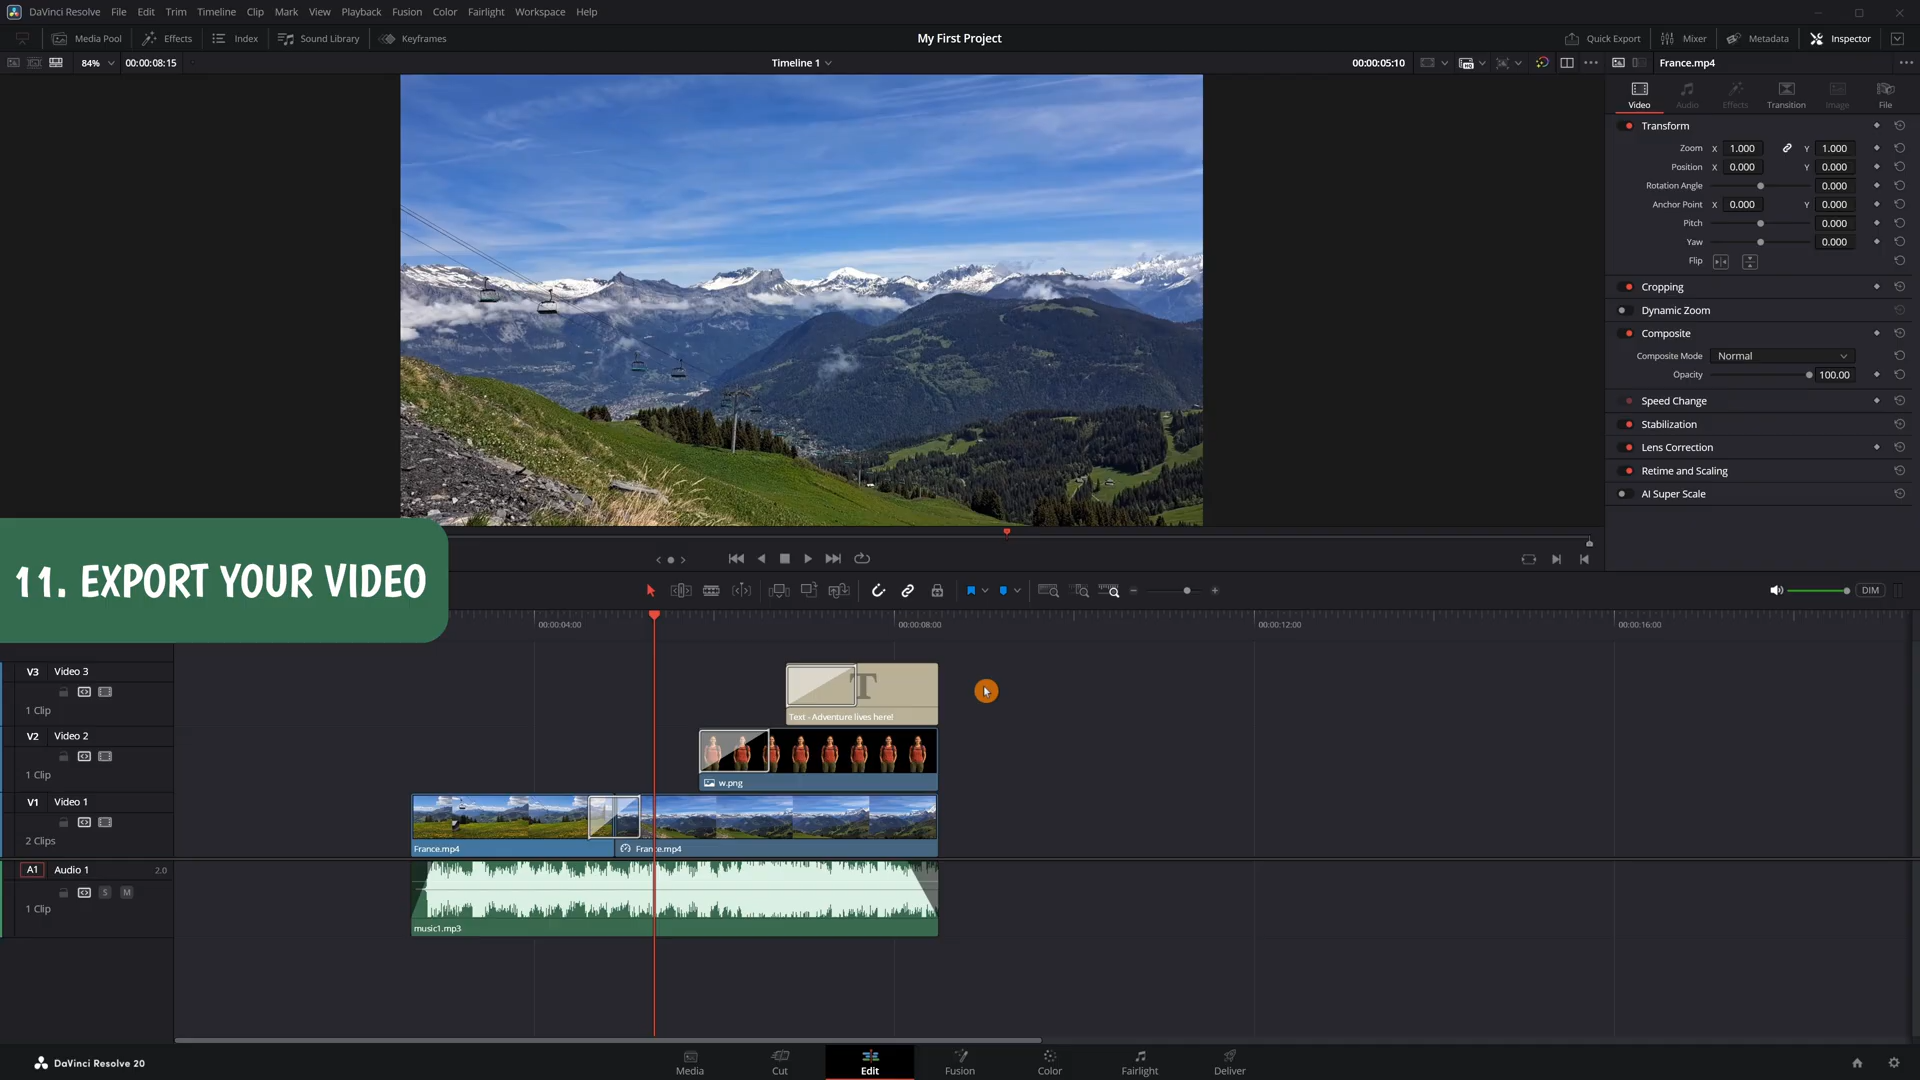 DaVinci Resolve File Edit Trim Timeline Clip Mark View Playback Fusion Color Fairlight Workspace Help
Media Pool Effects Index Sound Library Keyframes My First Project Quick Export Mixer Metadata Inspector
84% 00:00:08:15 Timeline 1 00:00:05:10 France.mp4
Video Audio Effects Transition Image File
Transform
Zoom X 1.000 Y 1.000
Position X 0.000 Y 0.000
Rotation Angle 0.000
Anchor Point X 0.000 Y 0.000
Pitch 0.000
Yaw 0.000
Flip
Cropping
Dynamic Zoom
Composite
Composite Mode Normal
Opacity 100.00
Speed Change
Stabilization
Lens Correction
Retime and Scaling
AI Super Scale
11. EXPORT YOUR VIDEO
DIM
00:00:04:00 00:00:08:00 00:00:12:00 00:00:16:00
V3 Video 3
1 Clip
T
Text - Adventure lives here!
V2 Video 2
1 Clip
w.png
V1 Video 1
2 Clips
France.mp4 France.mp4
A1 Audio 1 2.0
S M
1 Clip
music1.mp3
DaVinci Resolve 20 Media Cut Edit Fusion Color Fairlight Deliver